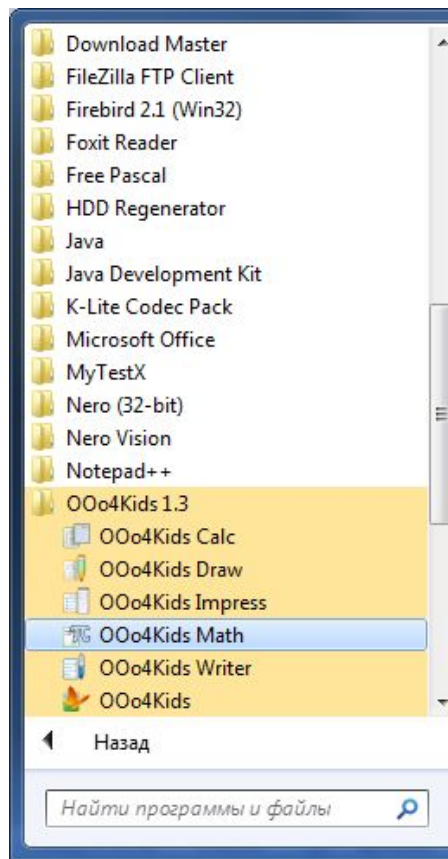 Download Master
FileZilla FTP Client
Firebird 2.1 (Win32)
Foxit Reader
Free Pascal
HDD Regenerator
Java
Java Development Kit
K-Lite Codec Pack
Microsoft Office
MyTestX
Nero (32-bit)
Nero Vision
Notepad++
OOo4Kids 1.3
OOo4Kids Calc
OOo4Kids Draw
OOo4Kids Impress
OOo4Kids Math
OOo4Kids Writer
OOo4Kids
Назад
Найти программы и файлы